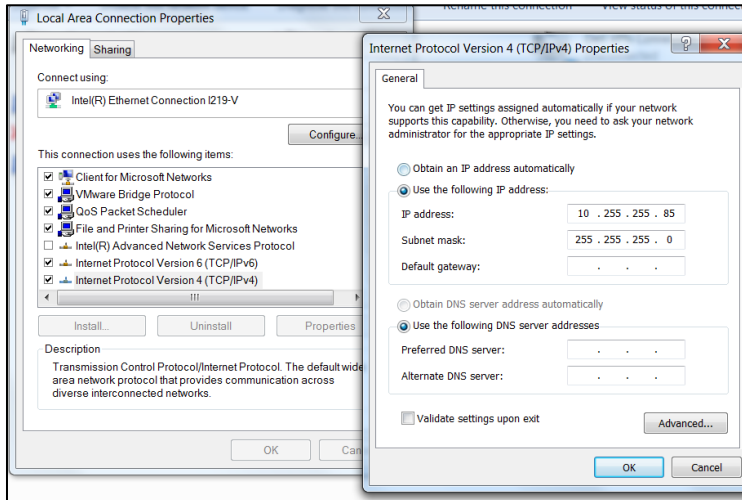 Rename this connection
View status of this connec
Local Area Connection Properties
Networking
Sharing
Connect using:
Intel(R) Ethernet Connection I219-V
Configure...
This connection uses the following items:
Client for Microsoft Networks
VMware Bridge Protocol
QoS Packet Scheduler
File and Printer Sharing for Microsoft Networks
Intel(R) Advanced Network Services Protocol
Internet Protocol Version 6 (TCP/IPv6)
Internet Protocol Version 4 (TCP/IPv4)
Install...
Uninstall
Properties
Description
Transmission Control Protocol/Internet Protocol. The default wide
area network protocol that provides communication across
diverse interconnected networks.
OK
Can
Internet Protocol Version 4 (TCP/IPv4) Properties
General
You can get IP settings assigned automatically if your network
supports this capability. Otherwise, you need to ask your network
administrator for the appropriate IP settings.
Obtain an IP address automatically
Use the following IP address:
IP address: 10 . 255 . 255 . 85
Subnet mask: 255 . 255 . 255 . 0
Default gateway: . . .
Obtain DNS server address automatically
Use the following DNS server addresses
Preferred DNS server: . . .
Alternate DNS server: . . .
Validate settings upon exit
Advanced...
OK
Cancel